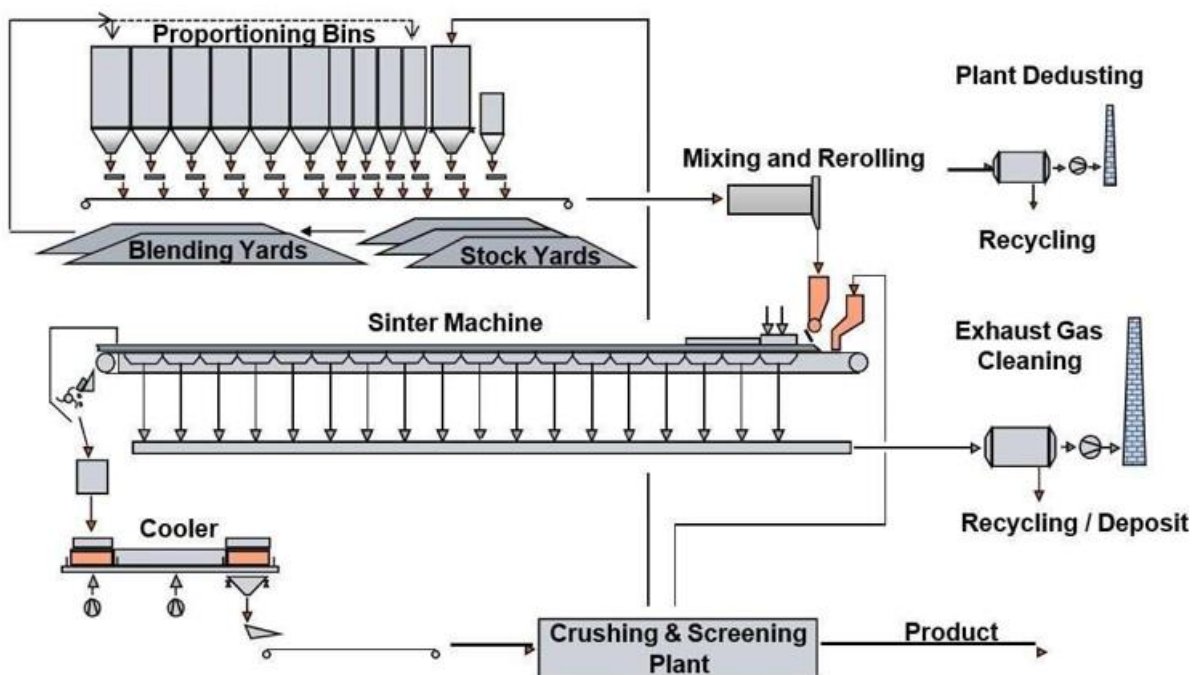 Proportioning Bins
Plant Dedusting
Mixing and Rerolling
Recycling
Blending Yards
Stock Yards
Sinter Machine
Exhaust Gas
Cleaning
Recycling / Deposit
Cooler
Crushing & Screening
Plant
Product